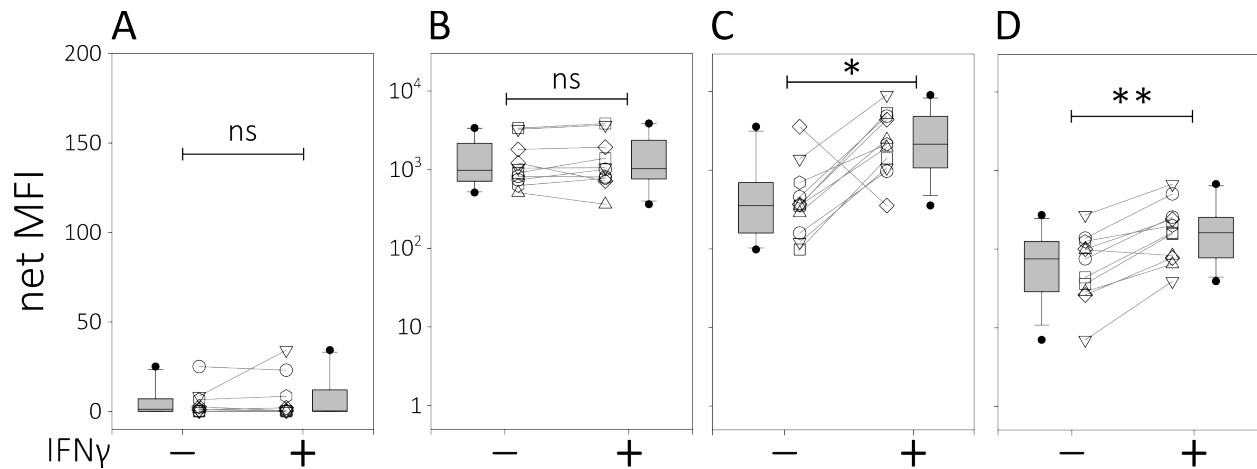 A B C D
net MFI
200
150
100
50
0
ns
10⁴
10³
10²
10
1
ns
*
**
IFNγ − + − + − + − +